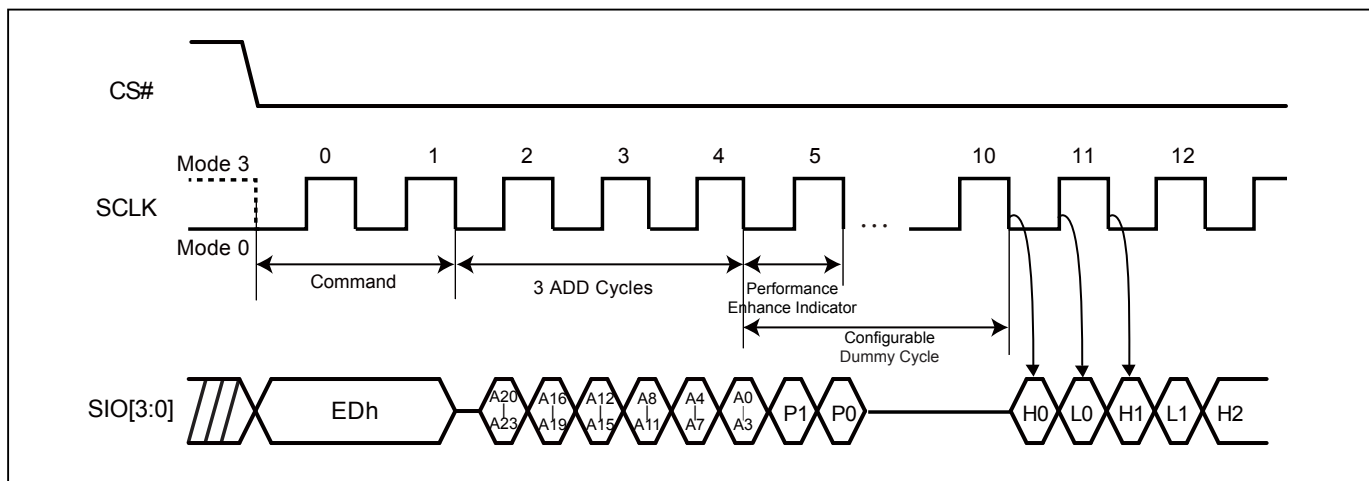 CS#
Mode 3
0 1 2 3 4 5 10 11 12
SCLK
...
Mode 0
Command
3 ADD Cycles
Performance
Enhance Indicator
Configurable
Dummy Cycle
SIO[3:0]
EDh
A20 | A23
A16 | A19
A12 | A15
A8 | A11
A4 | A7
A0 | A3
P1
P0
H0
L0
H1
L1
H2